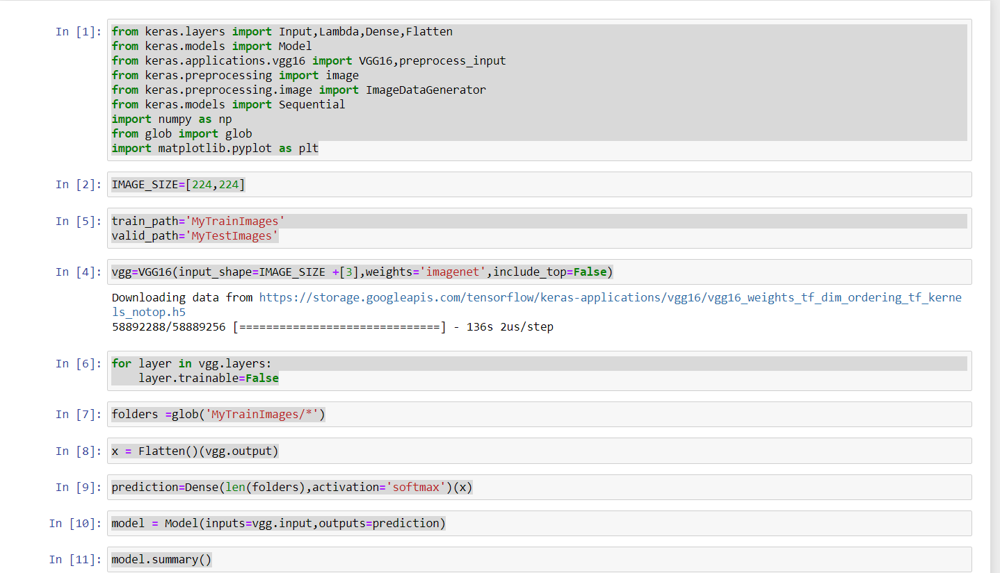 In [1]: from keras.layers import Input,Lambda,Dense,Flatten
from keras.models import Model
from keras.applications.vgg16 import VGG16,preprocess_input
from keras.preprocessing import image
from keras.preprocessing.image import ImageDataGenerator
from keras.models import Sequential
import numpy as np
from glob import glob
import matplotlib.pyplot as plt
In [2]: IMAGE_SIZE=[224,224]
In [5]: train_path='MyTrainImages'
valid_path='MyTestImages'
In [4]: vgg=VGG16(input_shape=IMAGE_SIZE +[3],weights='imagenet',include_top=False)
Downloading data from https://storage.googleapis.com/tensorflow/keras-applications/vgg16/vgg16_weights_tf_dim_ordering_tf_kerne
ls_notop.h5
58892288/58889256 [==============================] - 136s 2us/step
In [6]: for layer in vgg.layers:
    layer.trainable=False
In [7]: folders =glob('MyTrainImages/*')
In [8]: x = Flatten()(vgg.output)
In [9]: prediction=Dense(len(folders),activation='softmax')(x)
In [10]: model = Model(inputs=vgg.input,outputs=prediction)
In [11]: model.summary()